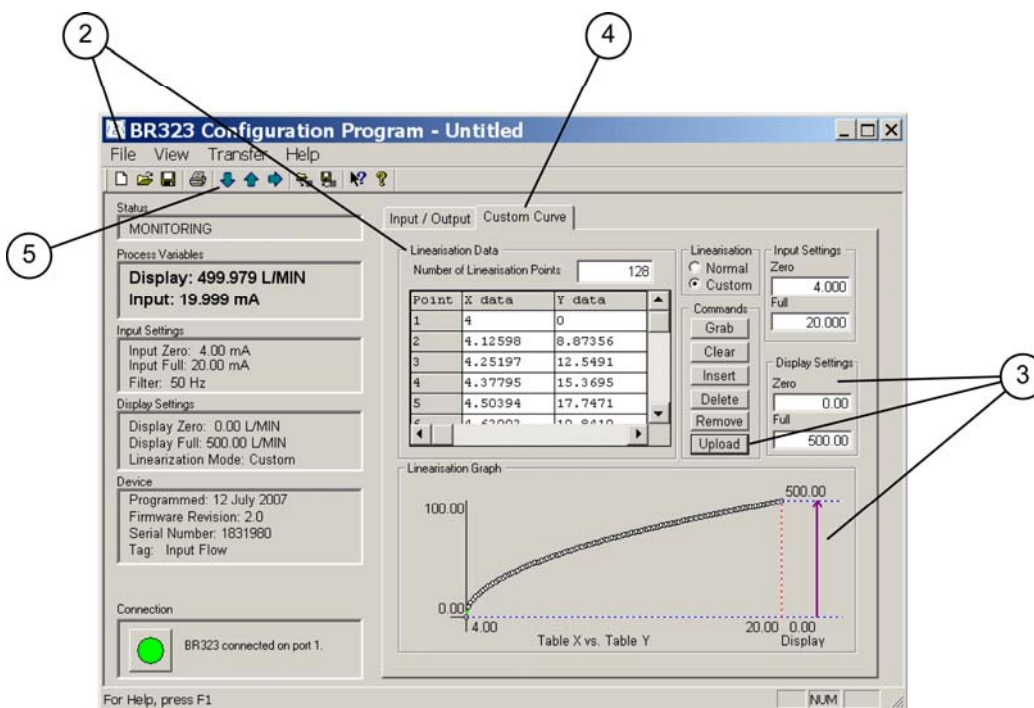 2
4
BR323 Configuration Program - Untitled
File View Transfer Help
5
Status
MONITORING
Process Variables
Display: 499.979 L/MIN
Input: 19.999 mA
Input Settings
Input Zero: 4.00 mA
Input Full: 20.00 mA
Filter: 50 Hz
Display Settings
Display Zero: 0.00 L/MIN
Display Full: 500.00 L/MIN
Linearization Mode: Custom
Device
Programmed: 12 July 2007
Firmware Revision: 2.0
Serial Number: 1831980
Tag: Input Flow
Connection
BR323 connected on port 1.
Input / Output Custom Curve
Linearisation Data
Number of Linearisation Points 128
Point X data Y data
1 4 0
2 4.12598 8.87356
3 4.25197 12.5491
4 4.37795 15.3695
5 4.50394 17.7471
Linearisation
Normal
Custom
Commands
Grab
Clear
Insert
Delete
Remove
Upload
Input Settings
Zero
4.000
Full
20.000
Display Settings
Zero
0.00
Full
500.00
3
Linearisation Graph
500.00
100.00
0.00
4.00 20.00 0.00
Table X vs. Table Y Display
For Help, press F1 NUM